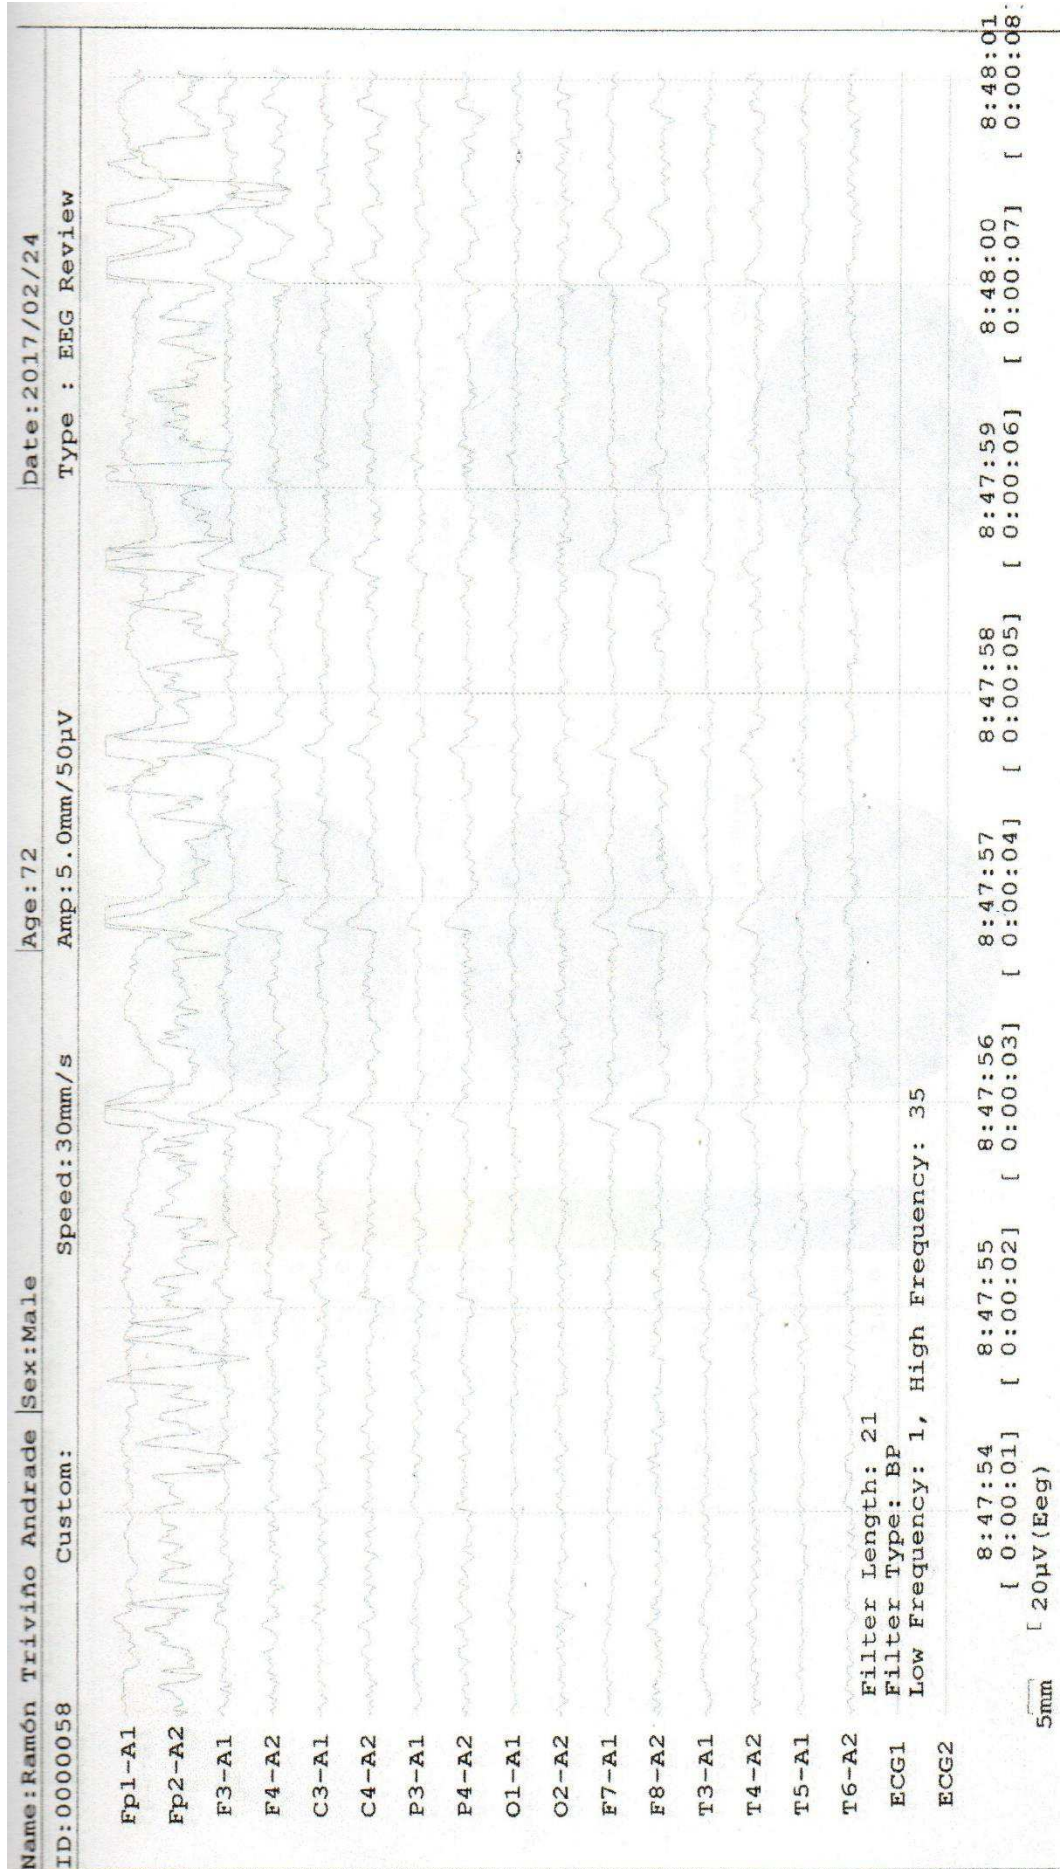 Name:Ramón Triviño Andrade |Sex:Male |Age:72 |Date:2017/02/24
ID:0000058 Custom: Speed:30mm/s Amp:5.0mm/50µV Type : EEG Review
Fp1-A1
Fp2-A2
F3-A1
F4-A2
C3-A1
C4-A2
P3-A1
P4-A2
O1-A1
O2-A2
F7-A1
F8-A2
T3-A1
T4-A2
T5-A1
T6-A2
Filter Length: 21
Filter Type: BP
ECG1
Low Frequency: 1, High Frequency: 35
ECG2
8:47:54 8:47:55 8:47:56 8:47:57 8:47:58 8:47:59 8:48:00 8:48:01
[ 0:00:01] [ 0:00:02] [ 0:00:03] [ 0:00:04] [ 0:00:05] [ 0:00:06] [ 0:00:07] [ 0:00:08
5mm [ 20µV(Eeg)